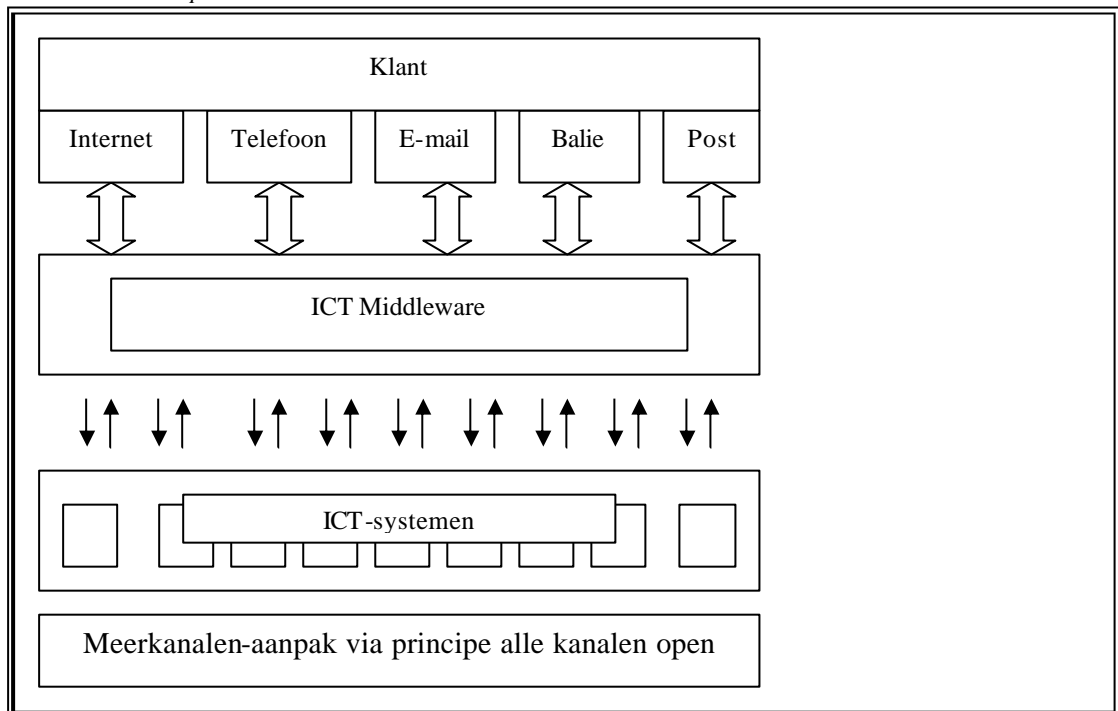 Klant
Internet Telefoon E-mail Balie Post
ICT Middleware
ICT-systemen
Meerkanalen-aanpak via principe alle kanalen open